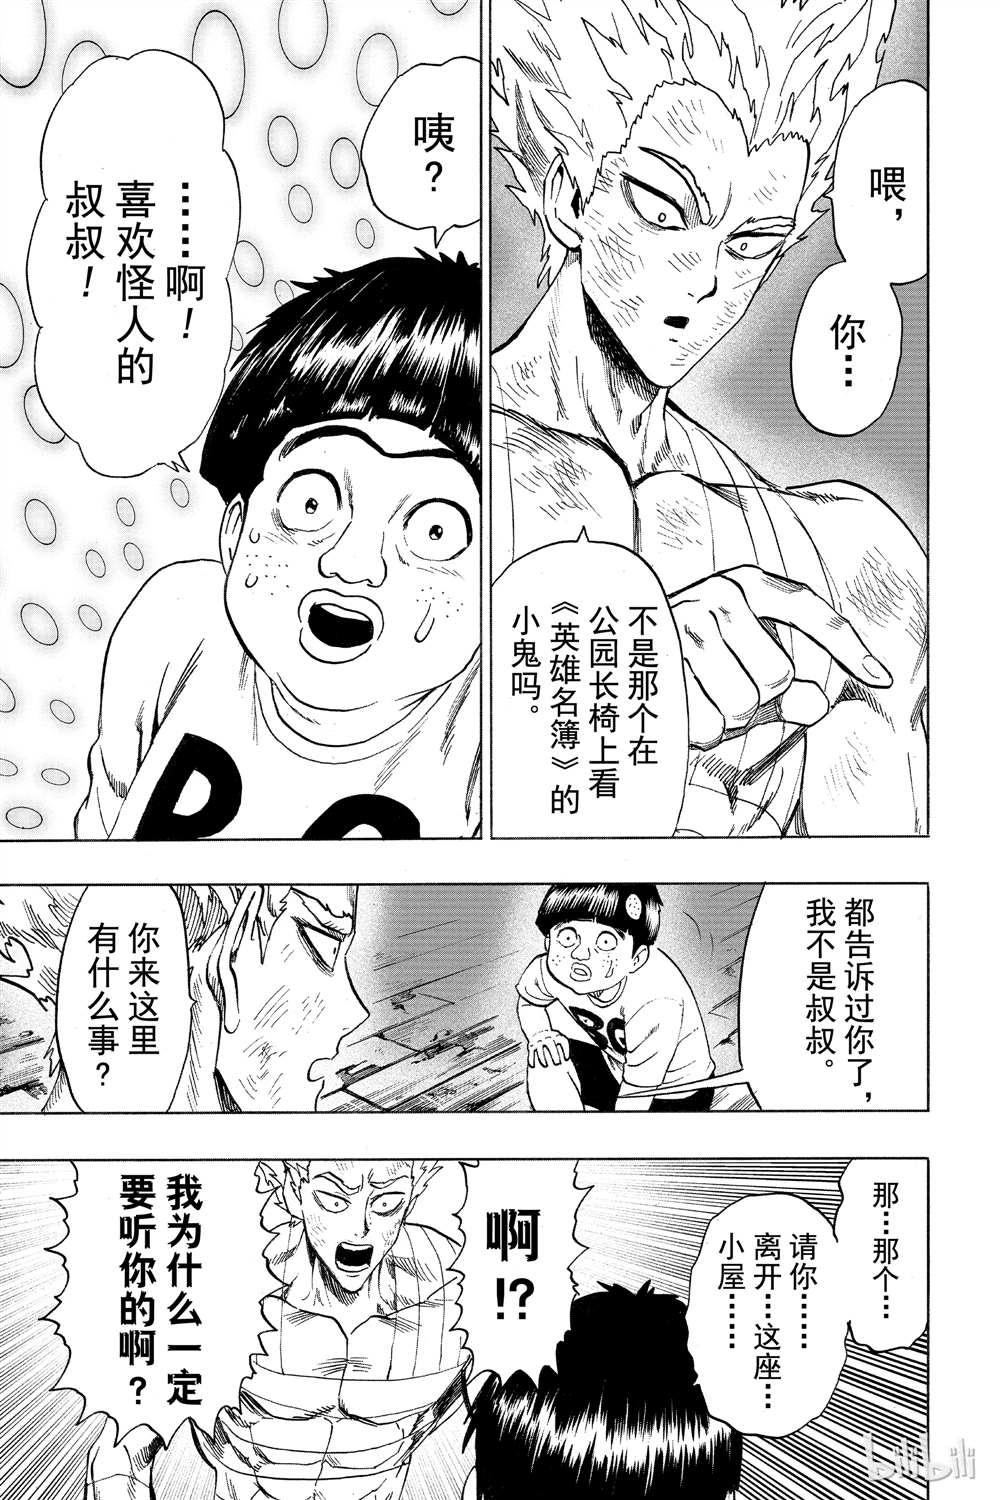 喂，
你…
不是那个在
公园长椅上看
《英雄名簿》的
小鬼吗。
咦？
……啊！
喜欢怪人的
叔叔！
都告诉过你了，
我不是叔叔。
你来这里
有什么事？
那…那个…
请你……
离开…这座…
小屋……
啊!?
我为什么一定
要听你的啊？
bilibili